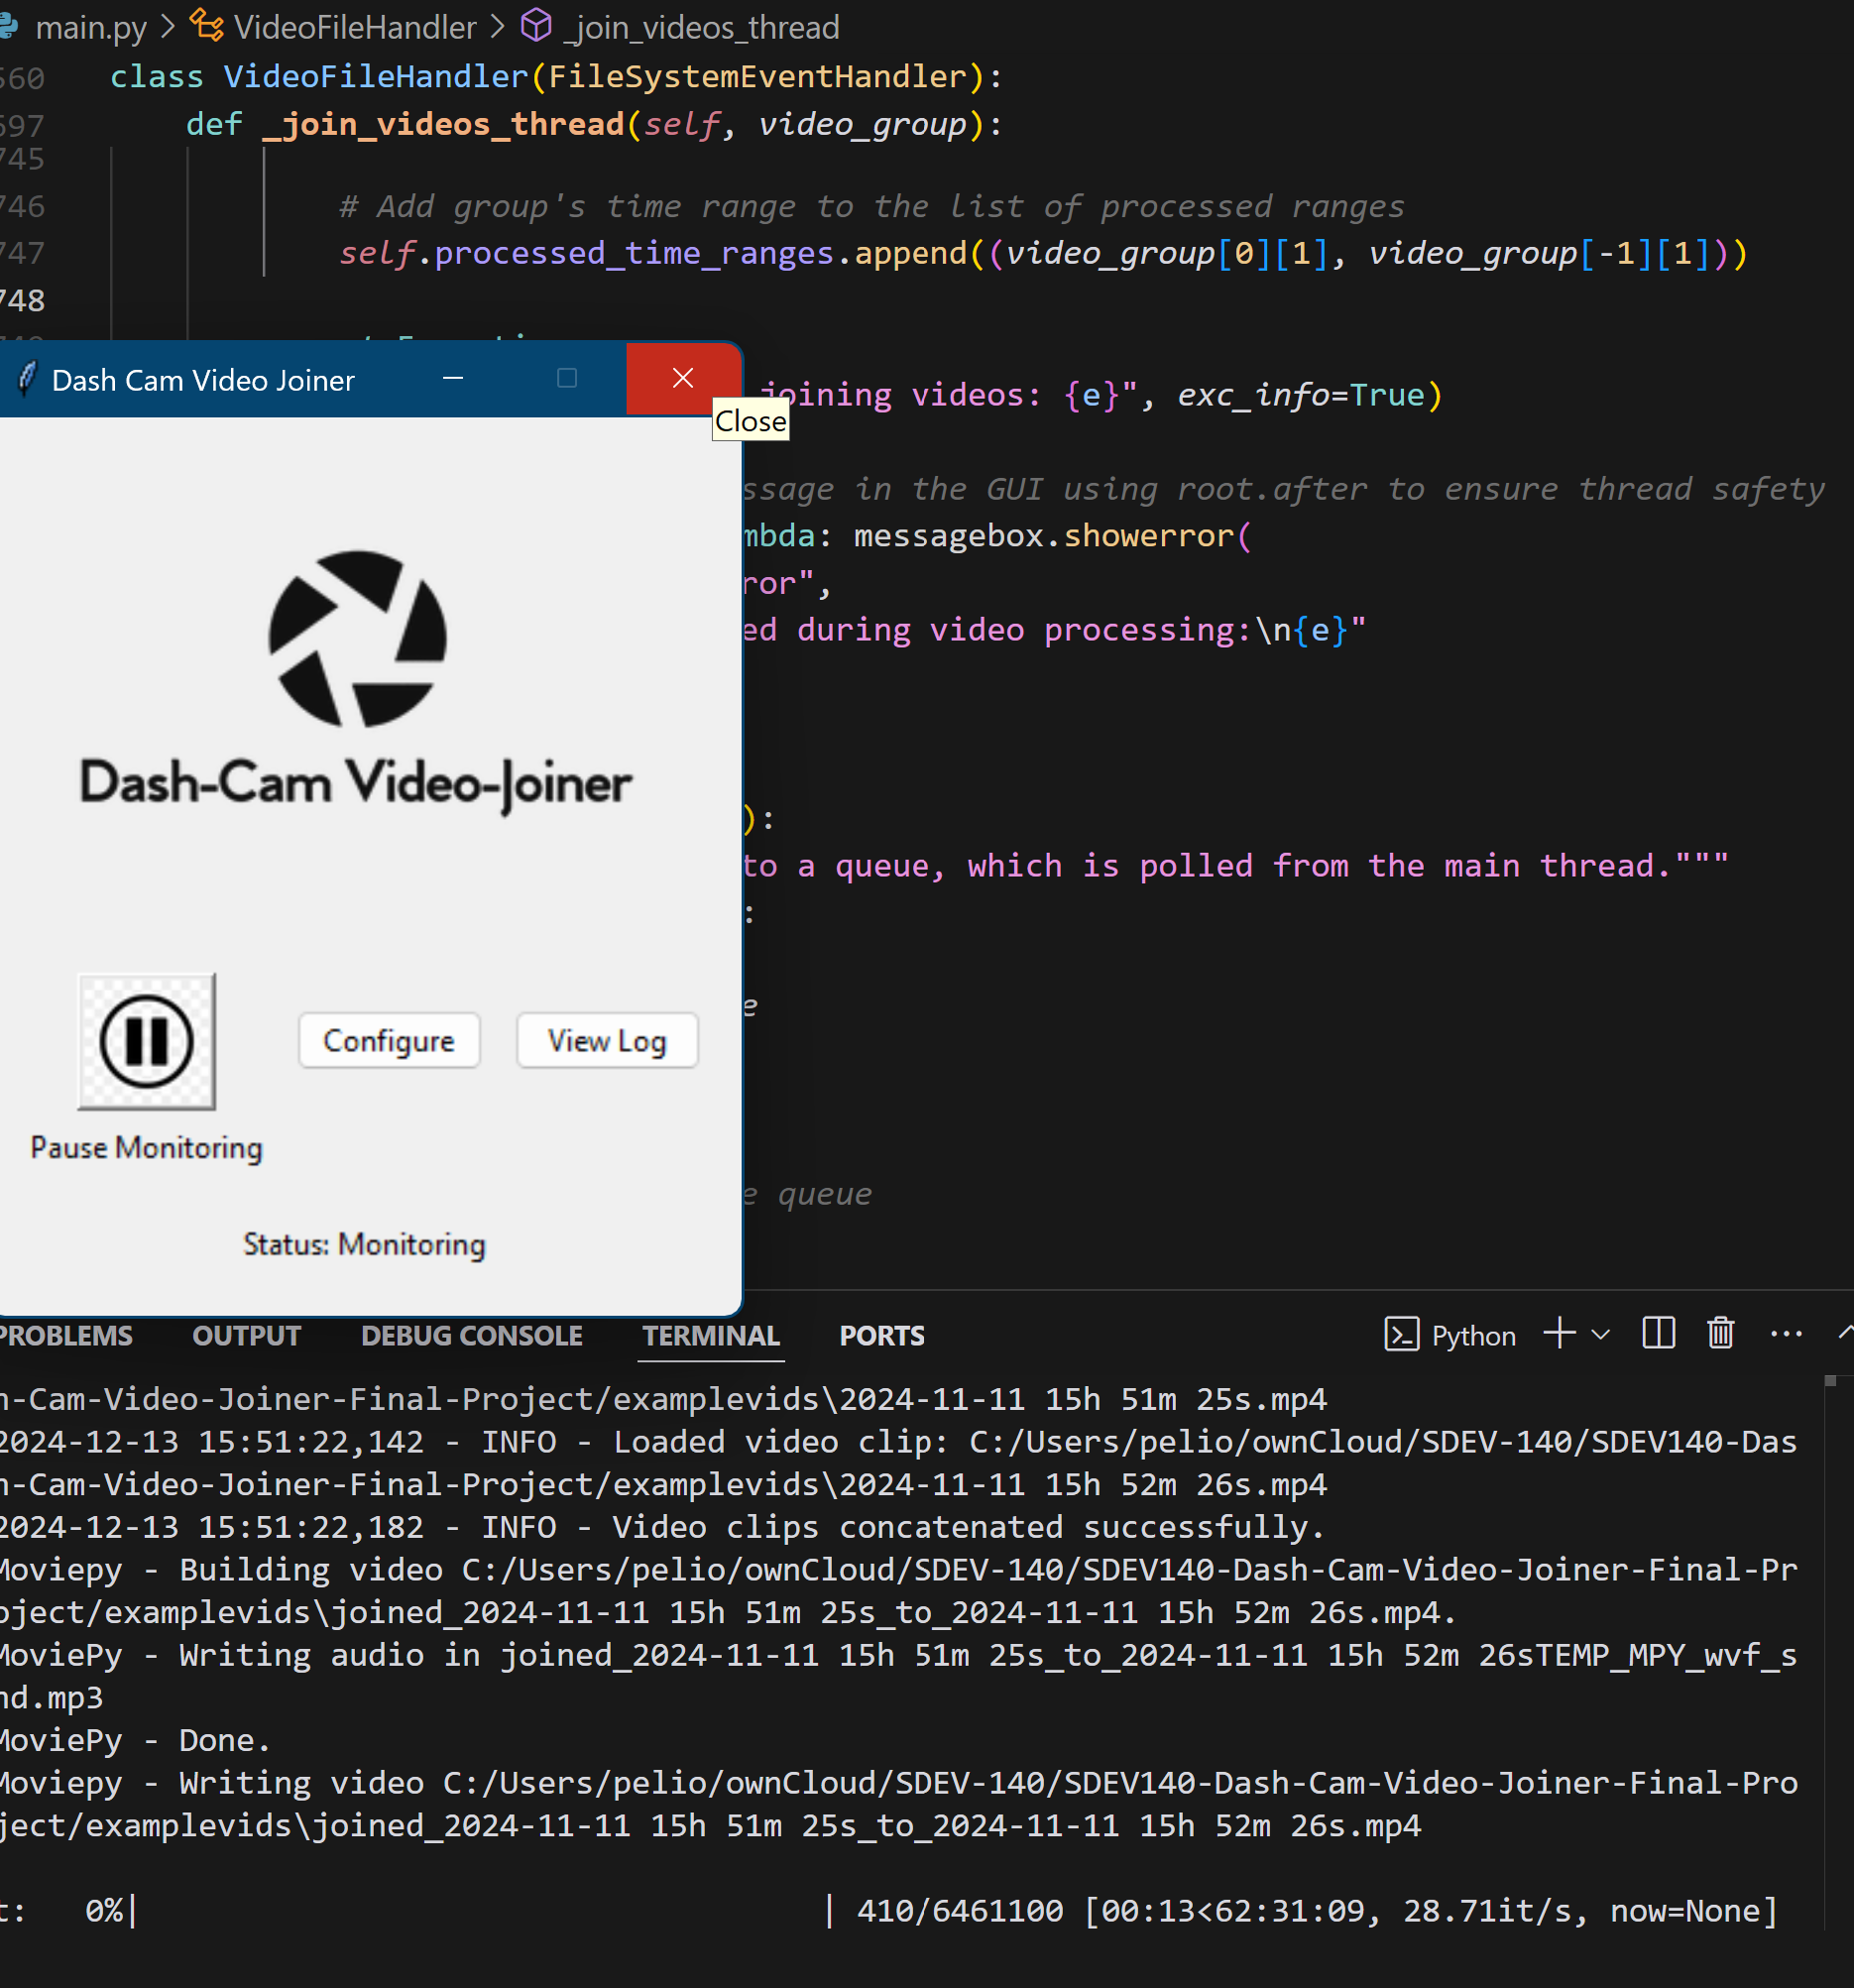 main.py > VideoFileHandler > _join_videos_thread
560 class VideoFileHandler(FileSystemEventHandler):
697 def _join_videos_thread(self, video_group):
745
746 # Add group's time range to the list of processed ranges
747 self.processed_time_ranges.append((video_group[0][1], video_group[-1][1]))
748
Dash Cam Video Joiner
Close
joining videos: {e}", exc_info=True)
ssage in the GUI using root.after to ensure thread safety
mbda: messagebox.showerror(
ror",
ed during video processing:\n{e}"
):
to a queue, which is polled from the main thread."""
:
e
e queue
Dash-Cam Video-Joiner
Configure
View Log
Pause Monitoring
Status: Monitoring
PROBLEMS OUTPUT DEBUG CONSOLE TERMINAL PORTS
Python
h-Cam-Video-Joiner-Final-Project/examplevids\2024-11-11 15h 51m 25s.mp4
2024-12-13 15:51:22,142 - INFO - Loaded video clip: C:/Users/pelio/ownCloud/SDEV-140/SDEV140-Das
h-Cam-Video-Joiner-Final-Project/examplevids\2024-11-11 15h 52m 26s.mp4
2024-12-13 15:51:22,182 - INFO - Video clips concatenated successfully.
Moviepy - Building video C:/Users/pelio/ownCloud/SDEV-140/SDEV140-Dash-Cam-Video-Joiner-Final-Pr
oject/examplevids\joined_2024-11-11 15h 51m 25s_to_2024-11-11 15h 52m 26s.mp4.
MoviePy - Writing audio in joined_2024-11-11 15h 51m 25s_to_2024-11-11 15h 52m 26sTEMP_MPY_wvf_s
nd.mp3
MoviePy - Done.
Moviepy - Writing video C:/Users/pelio/ownCloud/SDEV-140/SDEV140-Dash-Cam-Video-Joiner-Final-Pro
ject/examplevids\joined_2024-11-11 15h 51m 25s_to_2024-11-11 15h 52m 26s.mp4
t: 0%| | 410/6461100 [00:13<62:31:09, 28.71it/s, now=None]